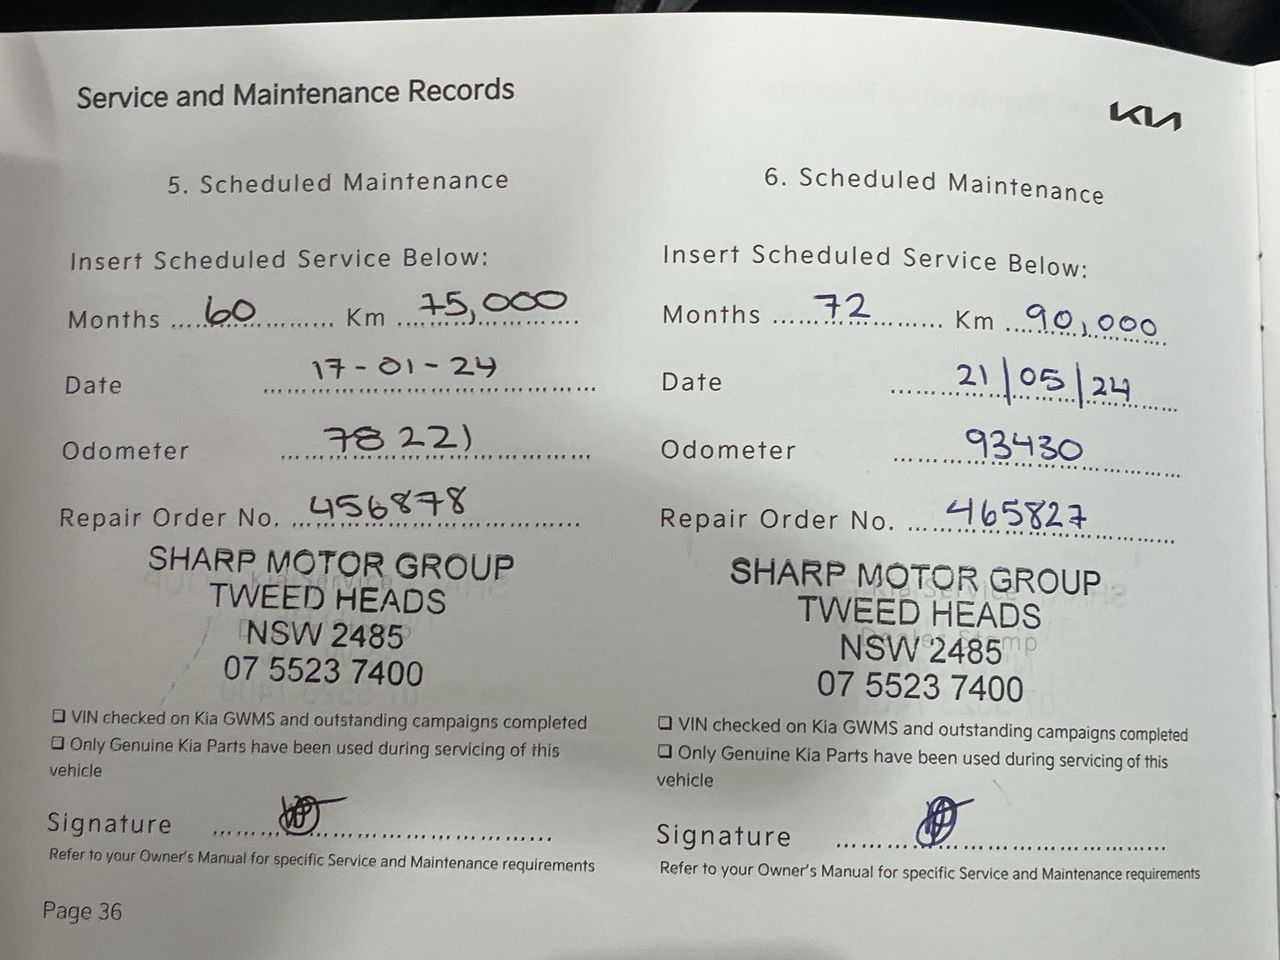 Service and Maintenance Records
KIA
5. Scheduled Maintenance
Insert Scheduled Service Below:
Months 60 Km 75,000
Date 17-01-24
Odometer 78221
Repair Order No. 456878
SHARP MOTOR GROUP
TWEED HEADS
NSW 2485
07 5523 7400
❑ VIN checked on Kia GWMS and outstanding campaigns completed
❑ Only Genuine Kia Parts have been used during servicing of this
vehicle
Signature
Refer to your Owner's Manual for specific Service and Maintenance requirements
6. Scheduled Maintenance
Insert Scheduled Service Below:
Months 72 Km 90,000
Date 21/05/24
Odometer 93430
Repair Order No. 465827
SHARP MOTOR GROUP
TWEED HEADS
NSW 2485
07 5523 7400
❑ VIN checked on Kia GWMS and outstanding campaigns completed
❑ Only Genuine Kia Parts have been used during servicing of this
vehicle
Signature
Refer to your Owner's Manual for specific Service and Maintenance requirements
Page 36